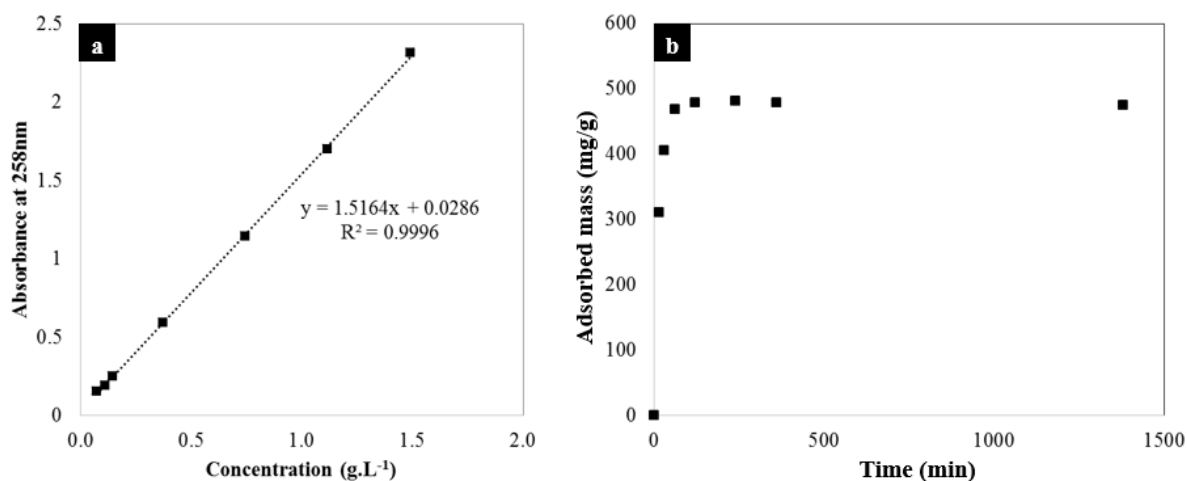 a
2.5
2
1.5
1
0.5
0
0.0
0.5
1.0
1.5
2.0
Absorbance at 258nm
Concentration (g.L⁻¹)
y = 1.5164x + 0.0286
R² = 0.9996
b
600
500
400
300
200
100
0
0
500
1000
1500
Adsorbed mass (mg/g)
Time (min)